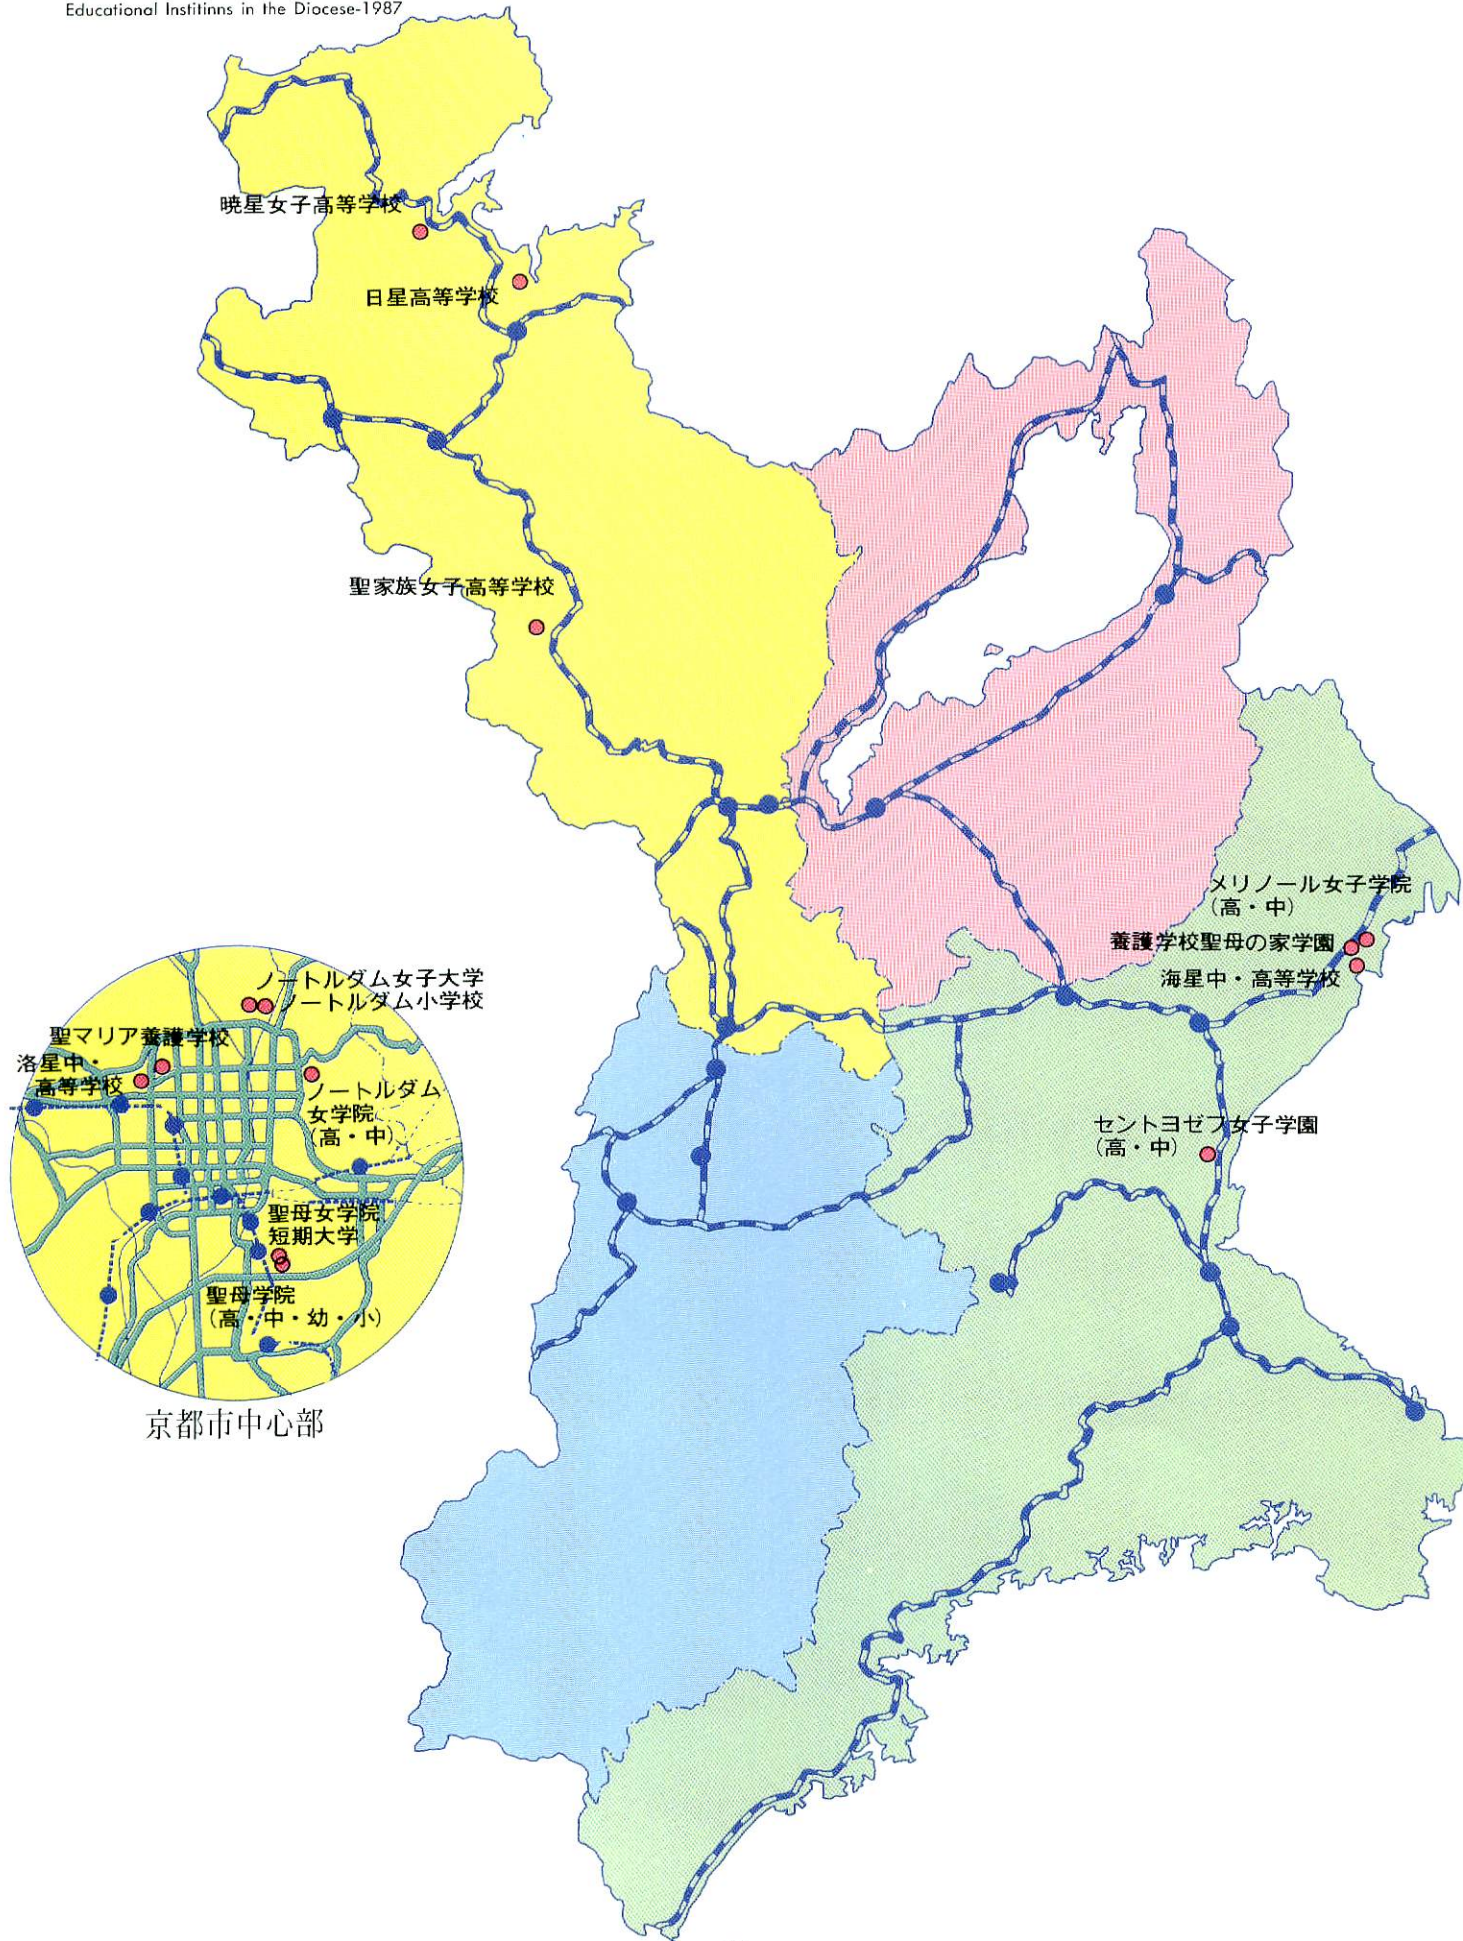 Educational Institinns in the Diocese-1987
暁星女子高等学校
日星高等学校
聖家族女子高等学校
メリノール女子学院
(高・中)
養護学校聖母の家学園
海星中・高等学校
セントヨゼフ女子学園
(高・中)
ノートルダム女子大学
ノートルダム小学校
聖マリア養護学校
洛星中・
高等学校
ノートルダム
女学院
(高・中)
聖母女学院
短期大学
聖母学院
(高・中・幼・小)
京都市中心部